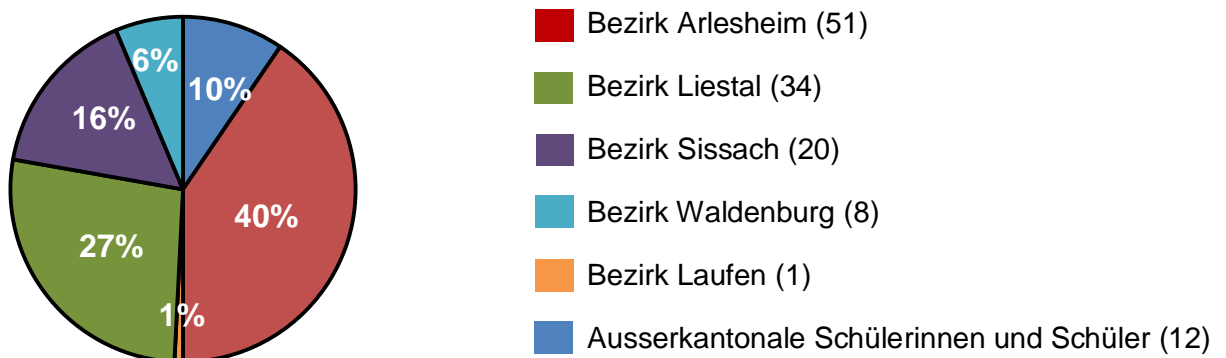 6%
10%
16%
40%
27%
1%
Bezirk Arlesheim (51)
Bezirk Liestal (34)
Bezirk Sissach (20)
Bezirk Waldenburg (8)
Bezirk Laufen (1)
Ausserkantonale Schülerinnen und Schüler (12)